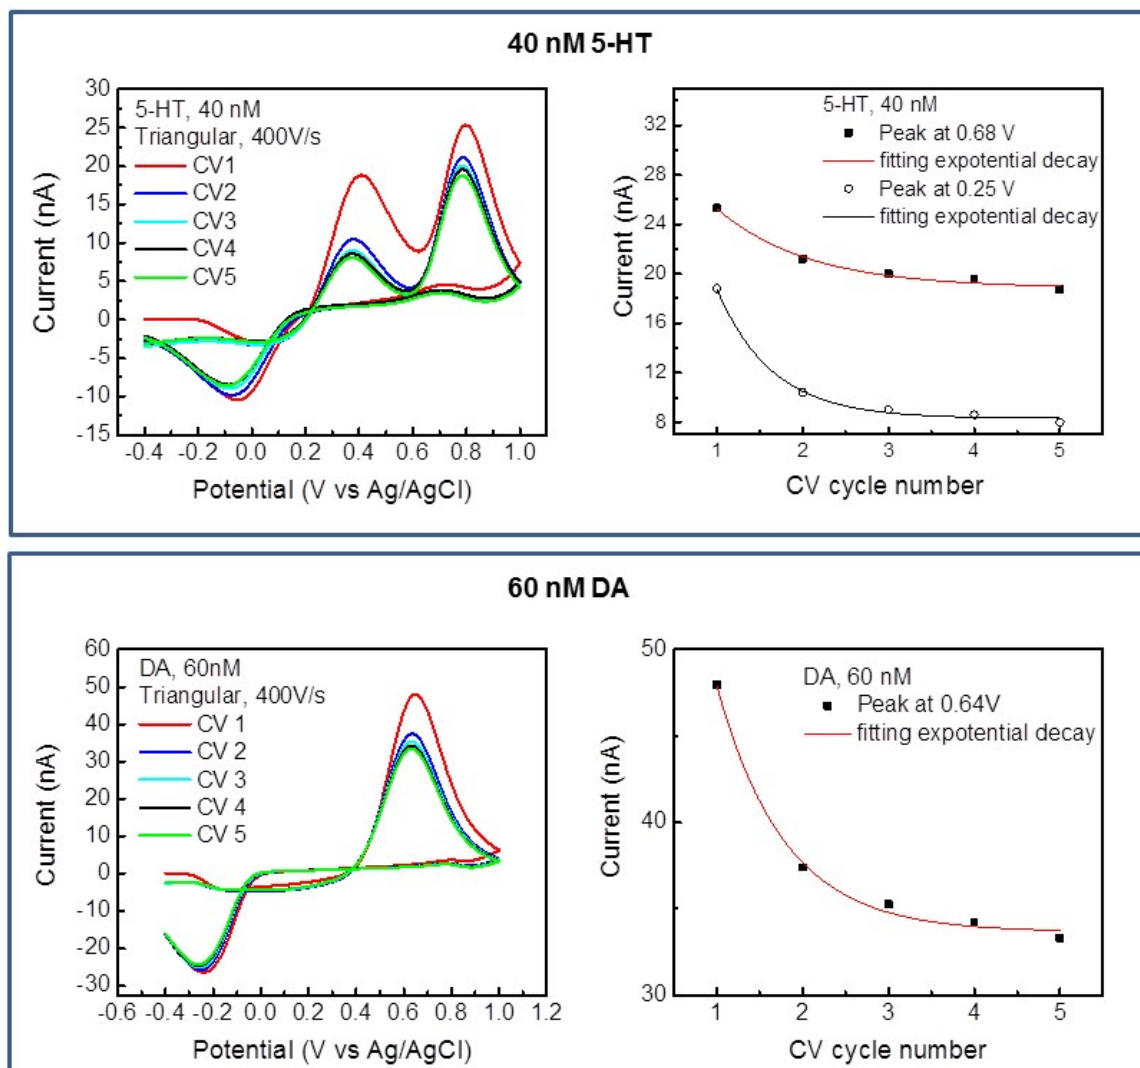 40 nM 5-HT
5-HT, 40 nM
Triangular, 400V/s
CV1
CV2
CV3
CV4
CV5
30
25
20
15
10
5
0
-5
-10
-15
Current (nA)
-0.4 -0.2 0.0 0.2 0.4 0.6 0.8 1.0
Potential (V vs Ag/AgCl)
5-HT, 40 nM
Peak at 0.68 V
fitting expotential decay
Peak at 0.25 V
fitting expotential decay
32
28
24
20
16
12
8
Current (nA)
1 2 3 4 5
CV cycle number
60 nM DA
DA, 60nM
Triangular, 400V/s
CV 1
CV 2
CV 3
CV 4
CV 5
60
50
40
30
20
10
0
-10
-20
-30
Current (nA)
-0.6 -0.4 -0.2 0.0 0.2 0.4 0.6 0.8 1.0 1.2
Potential (V vs Ag/AgCl)
DA, 60 nM
Peak at 0.64V
fitting expotential decay
50
40
30
Current (nA)
1 2 3 4 5
CV cycle number